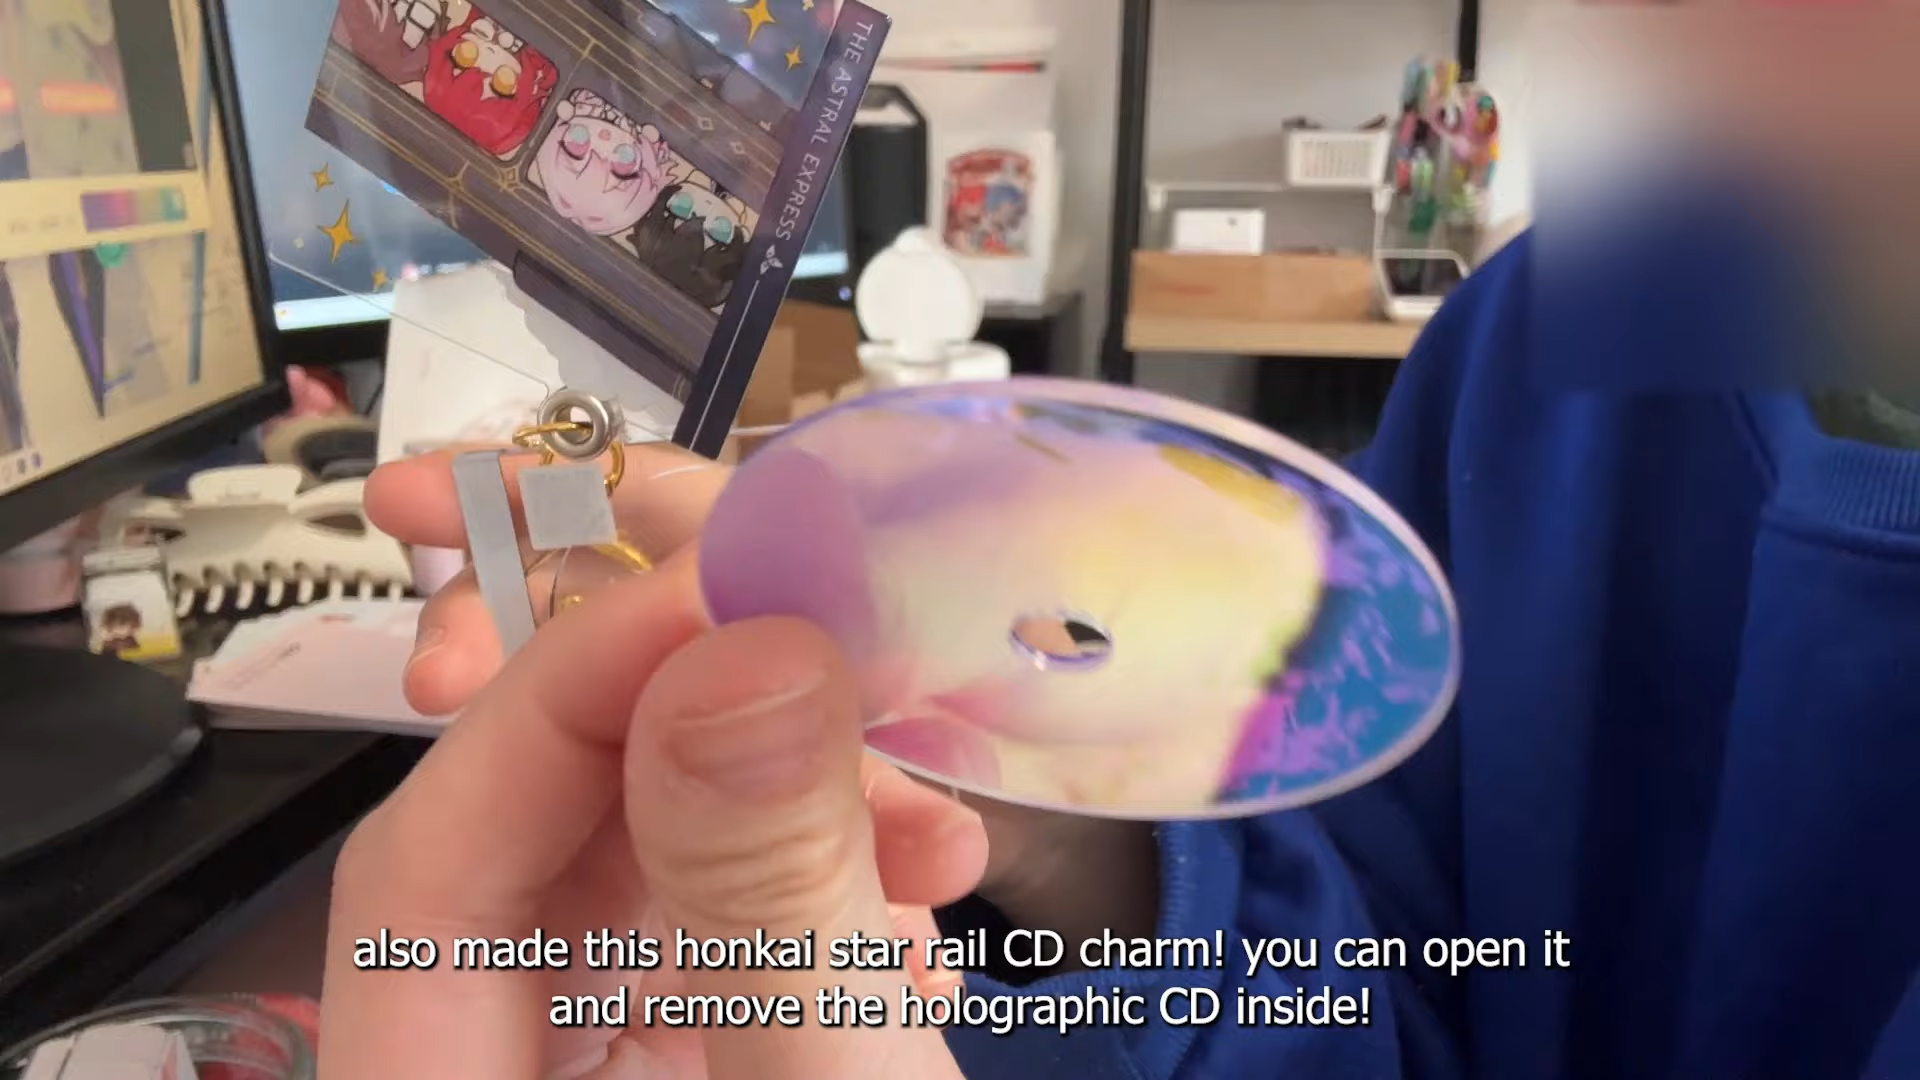 THE ASTRAL EXPRESS
also made this honkai star rail CD charm! you can open it
and remove the holographic CD inside!